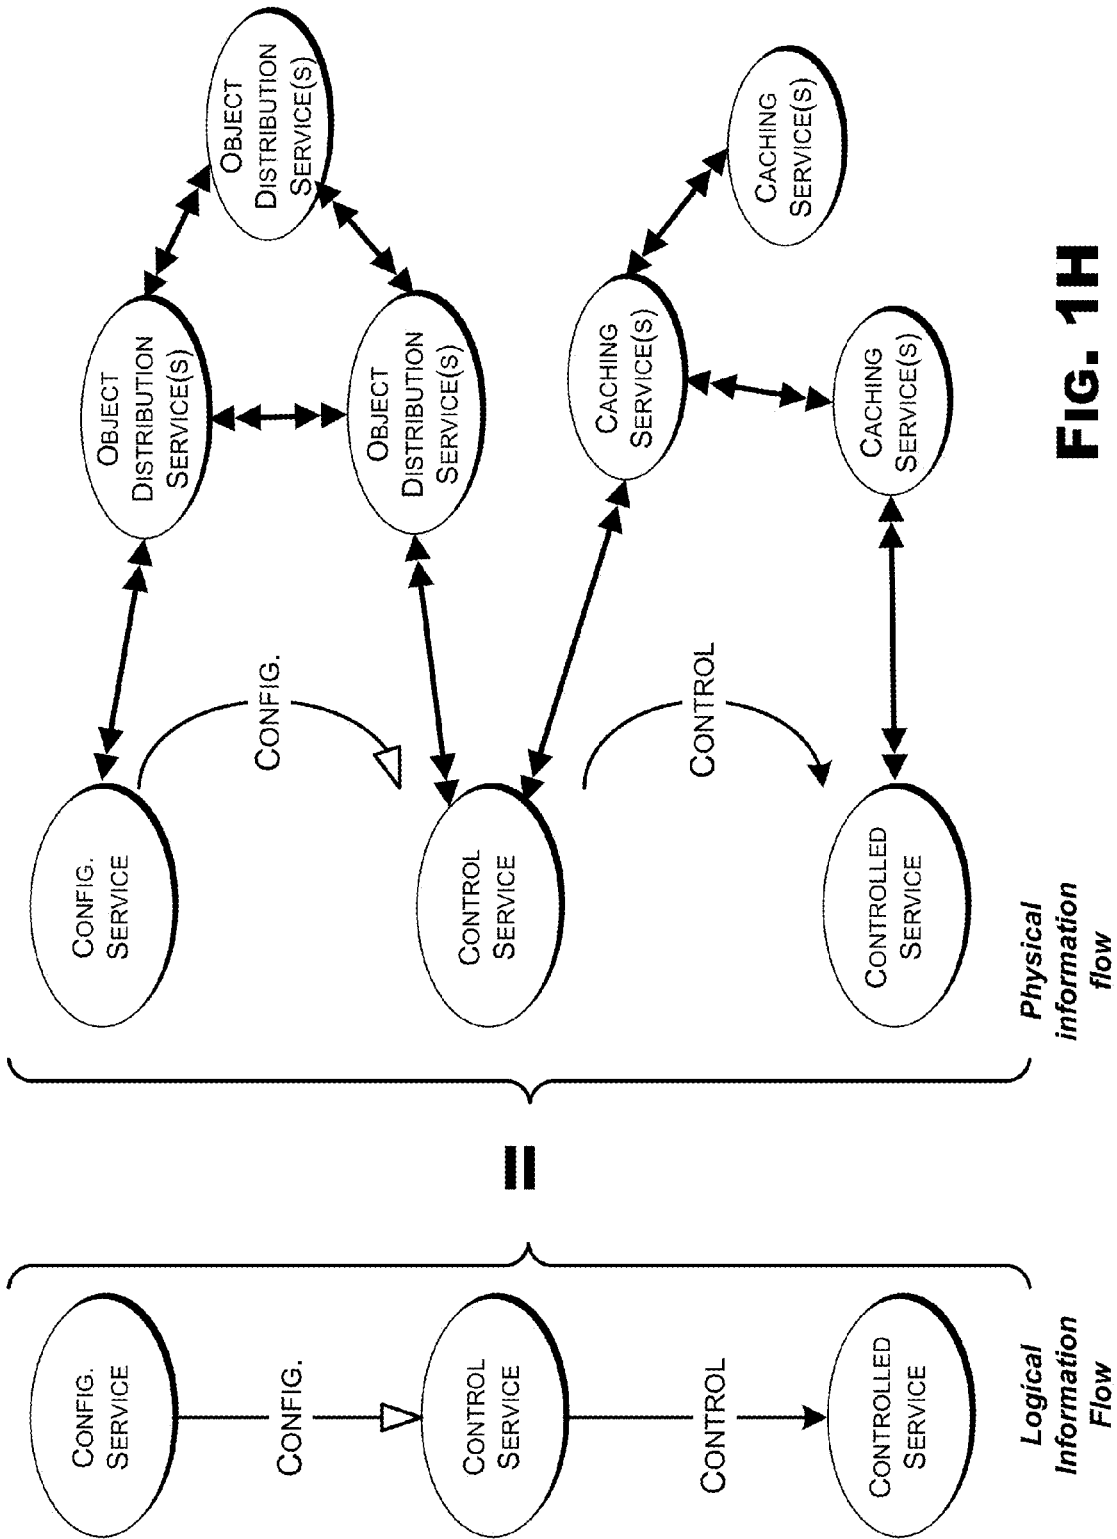 CONFIG.
SERVICE
CONFIG.
CONTROL
SERVICE
CONTROL
CONTROLLED
SERVICE
Logical
Information
Flow
=
CONFIG.
SERVICE
CONFIG.
CONTROL
SERVICE
CONTROL
CONTROLLED
SERVICE
Physical
information
flow
OBJECT
DISTRIBUTION
SERVICE(S)
OBJECT
DISTRIBUTION
SERVICE(S)
OBJECT
DISTRIBUTION
SERVICE(S)
CACHING
SERVICE(S)
CACHING
SERVICE(S)
CACHING
SERVICE(S)
FIG. 1H